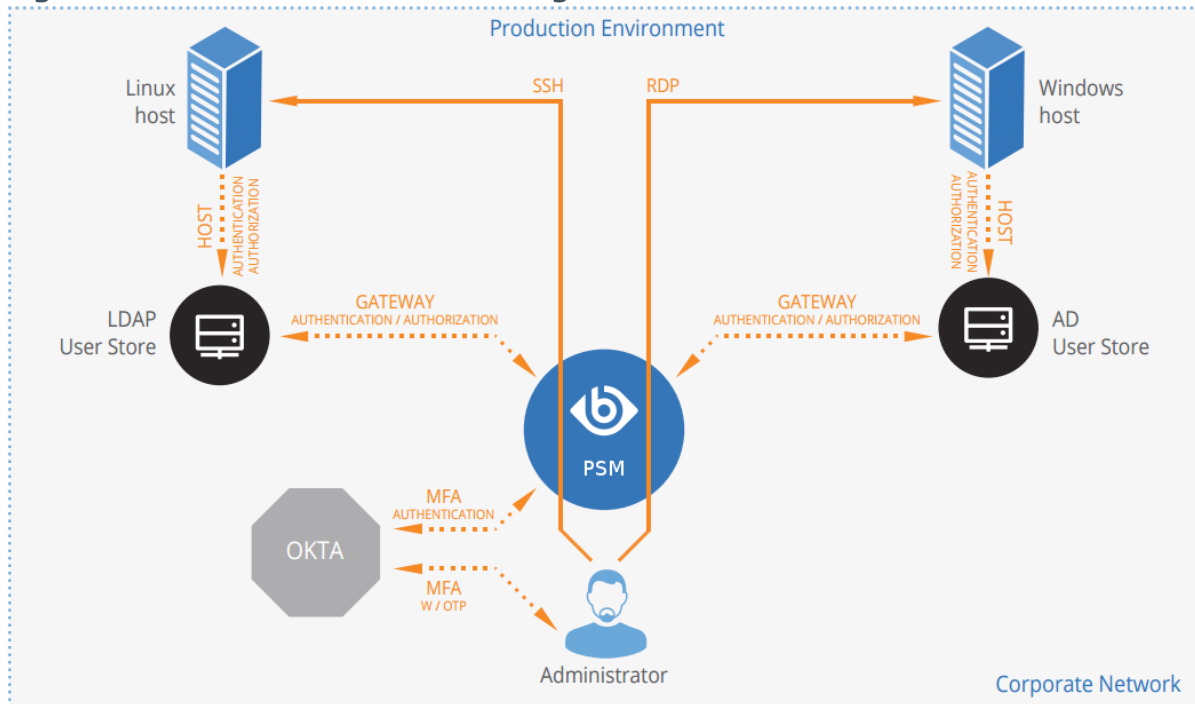 Production Environment
Linux
host
SSH
RDP
Windows
host
HOST
AUTHENTICATION
AUTHORIZATION
HOST
AUTHENTICATION
AUTHORIZATION
LDAP
User Store
GATEWAY
AUTHENTICATION / AUTHORIZATION
GATEWAY
AUTHENTICATION / AUTHORIZATION
AD
User Store
b
PSM
MFA
AUTHENTICATION
OKTA
MFA
W / OTP
Administrator
Corporate Network